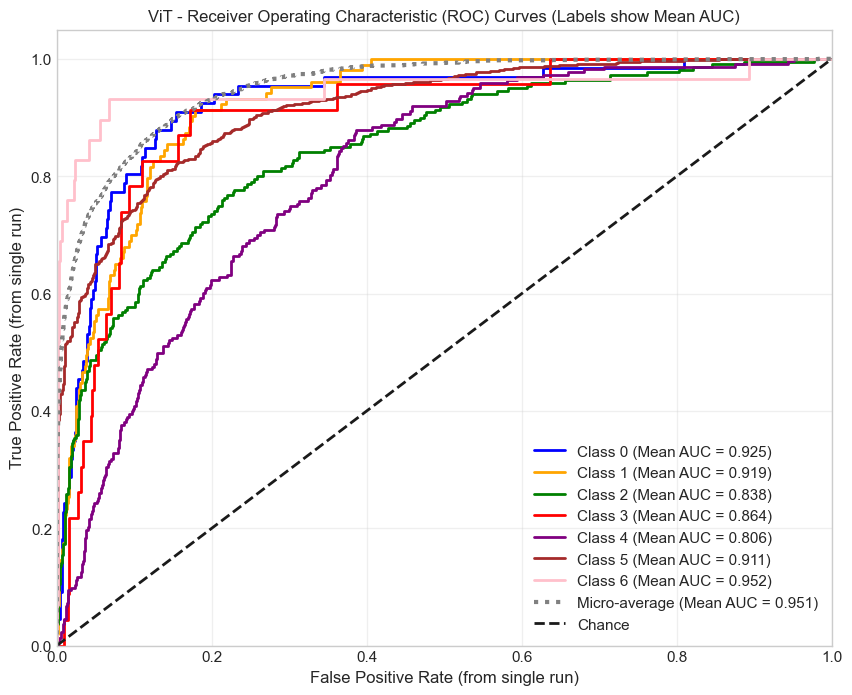 ViT - Receiver Operating Characteristic (ROC) Curves (Labels show Mean AUC)
True Positive Rate (from single run)
1.0
0.8
0.6
0.4
0.2
0.0
0.0 0.2 0.4 0.6 0.8 1.0
False Positive Rate (from single run)
Class 0 (Mean AUC = 0.925)
Class 1 (Mean AUC = 0.919)
Class 2 (Mean AUC = 0.838)
Class 3 (Mean AUC = 0.864)
Class 4 (Mean AUC = 0.806)
Class 5 (Mean AUC = 0.911)
Class 6 (Mean AUC = 0.952)
Micro-average (Mean AUC = 0.951)
Chance